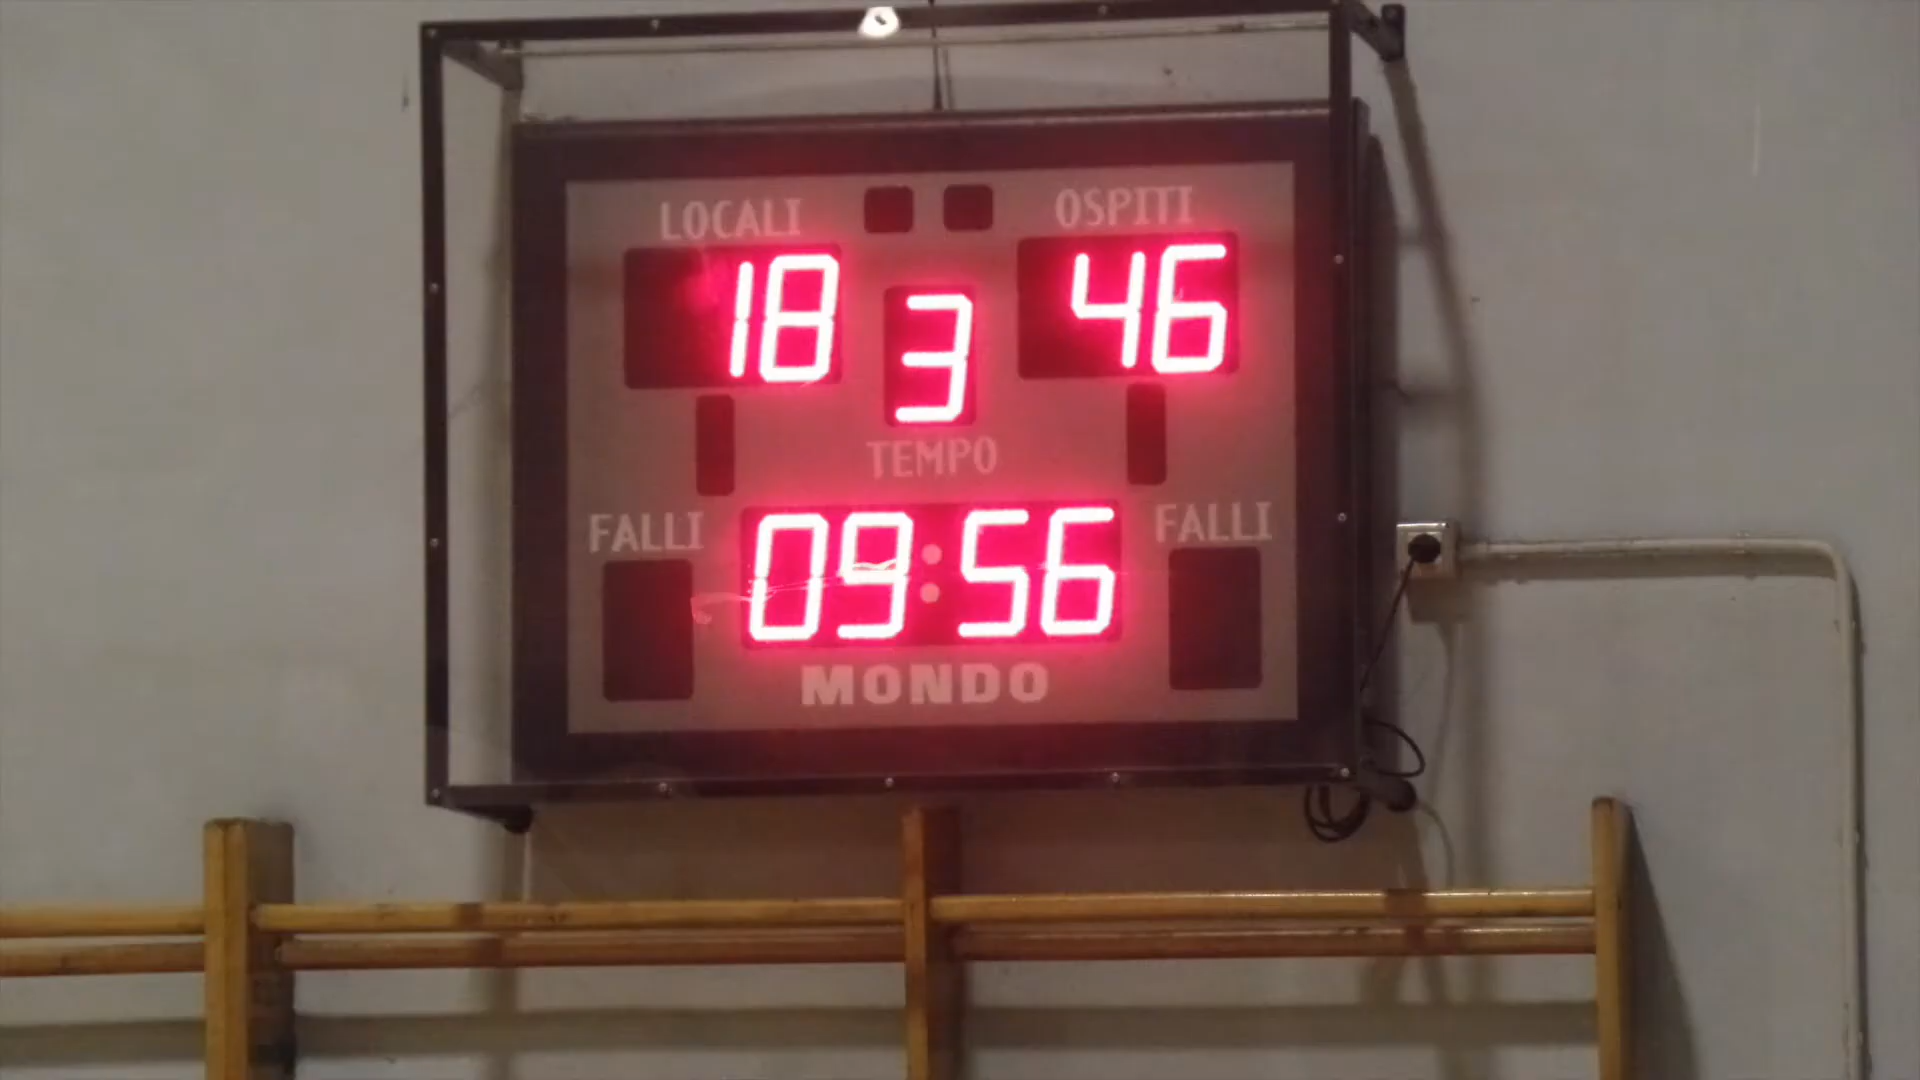 LOCALI OSPITI
18 3 46
TEMPO
FALLI 09:56 FALLI
MONDO